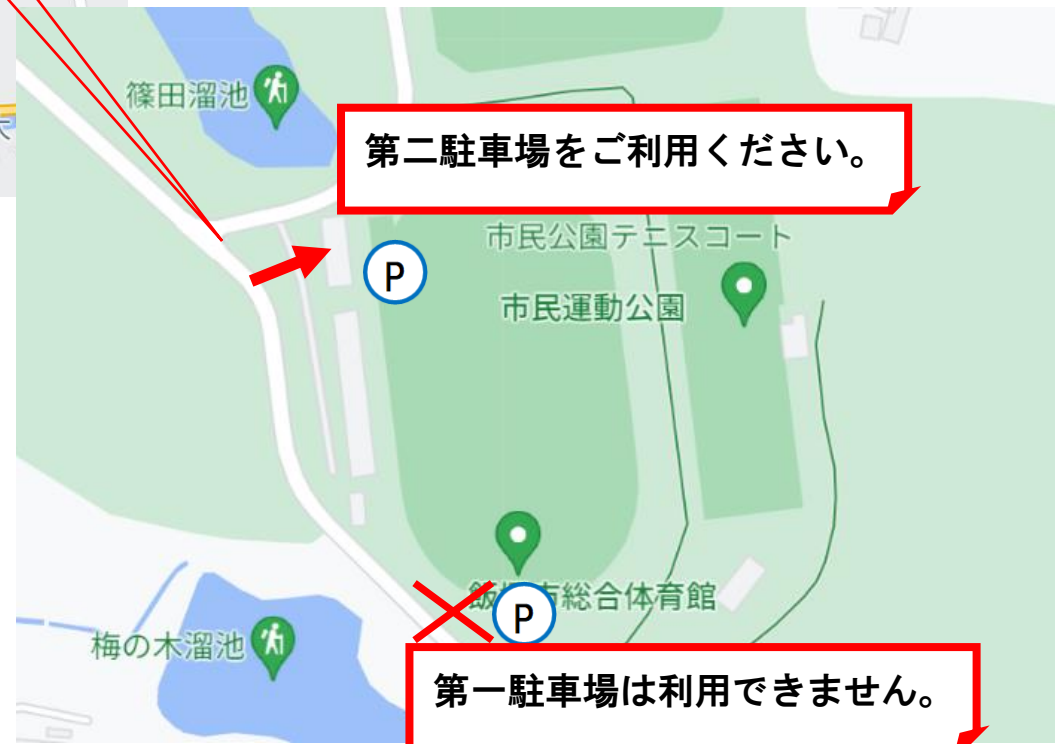 篠田溜池
第二駐車場をご利用ください。
市民公園テニスコート
P
市民運動公園
市総合体育館
P
梅の木溜池
第一駐車場は利用できません。